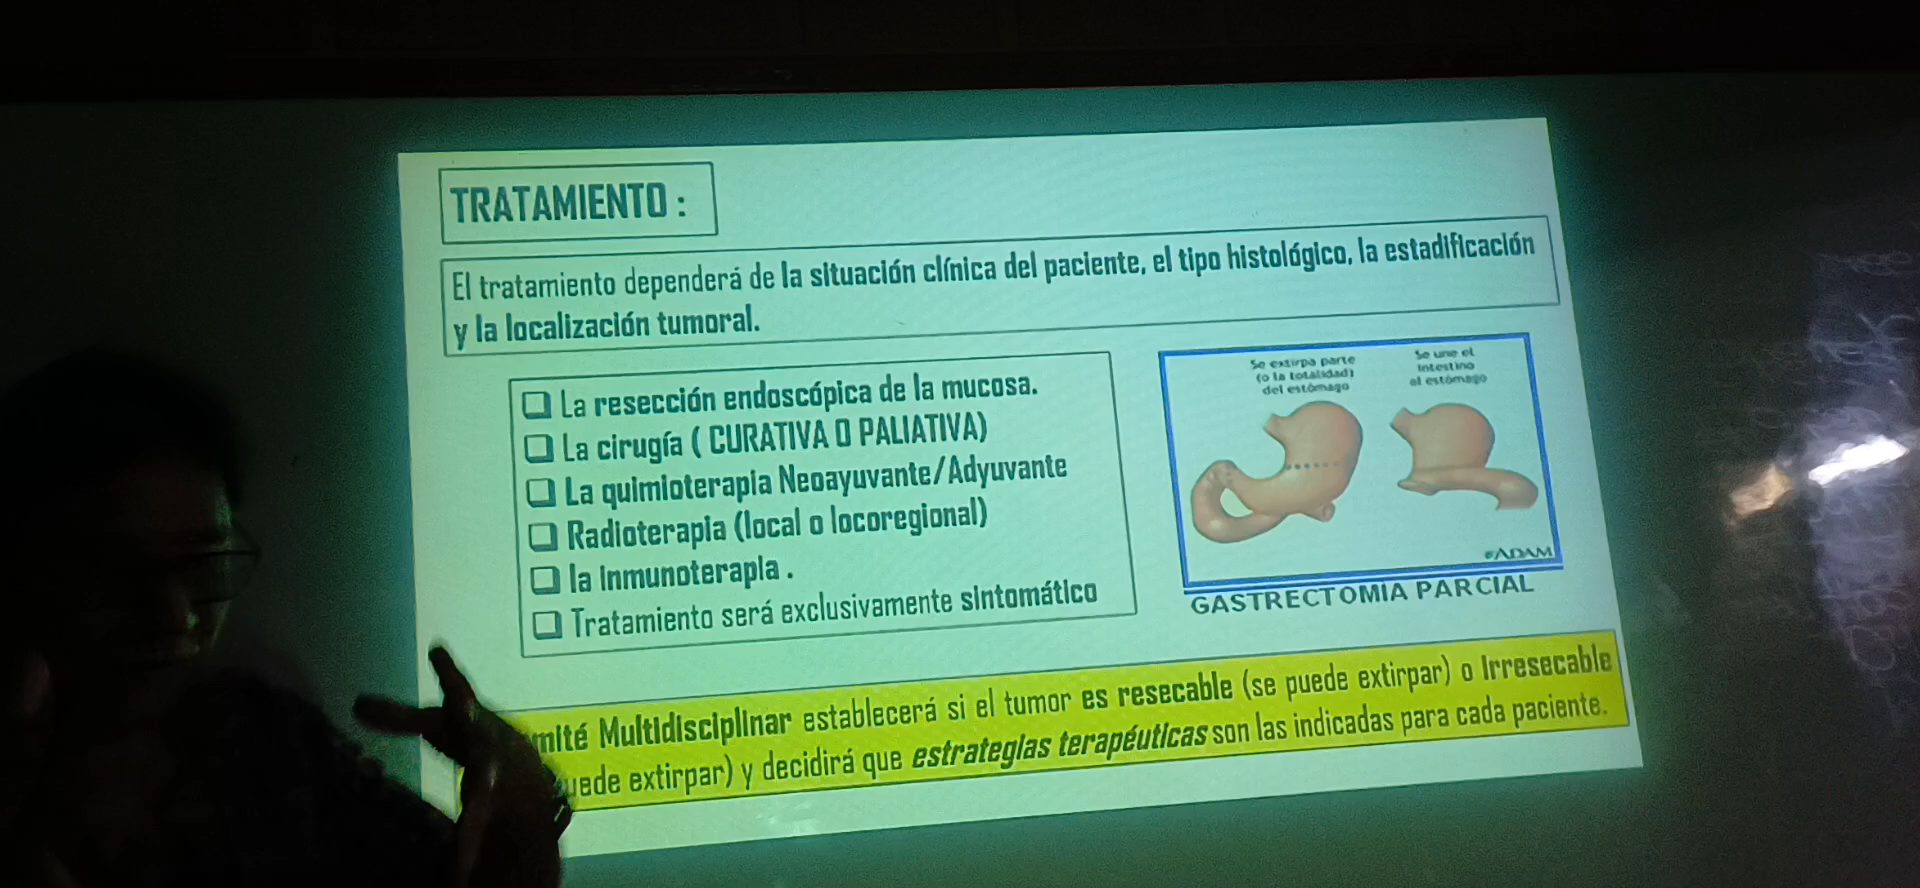 TRATAMIENTO :
El tratamiento dependerá de la situación clínica del paciente, el tipo histológico, la estadificación
y la localización tumoral.
❑ La resección endoscópica de la mucosa.
❑ La cirugía ( CURATIVA O PALIATIVA)
❑ La quimioterapia Neoayuvante/Adyuvante
❑ Radioterapia (local o locoregional)
❑ la inmunoterapia .
❑ Tratamiento será exclusivamente sintomático
Se extirpa parte
(o la totalidad)
del estómago
Se une el
intestino
al estómago
ADAM
GASTRECTOMIA PARCIAL
mité Multidisciplinar establecerá si el tumor es resecable (se puede extirpar) o Irresecable
uede extirpar) y decidirá que estrategias terapéuticas son las indicadas para cada paciente.